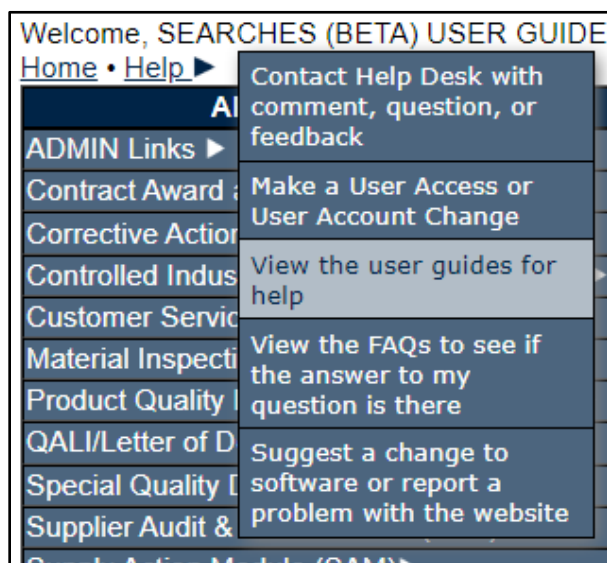 Welcome, SEARCHES (BETA) USER GUIDE
Home • Help ▶
Contact Help Desk with
comment, question, or
feedback
Make a User Access or
User Account Change
View the user guides for
help
View the FAQs to see if
the answer to my
question is there
Suggest a change to
software or report a
problem with the website
ADMIN Links ▶
Contract Award
Corrective Action
Controlled Indus
Customer Servic
Material Inspecti
Product Quality
QALI/Letter of D
Special Quality
Supplier Audit &